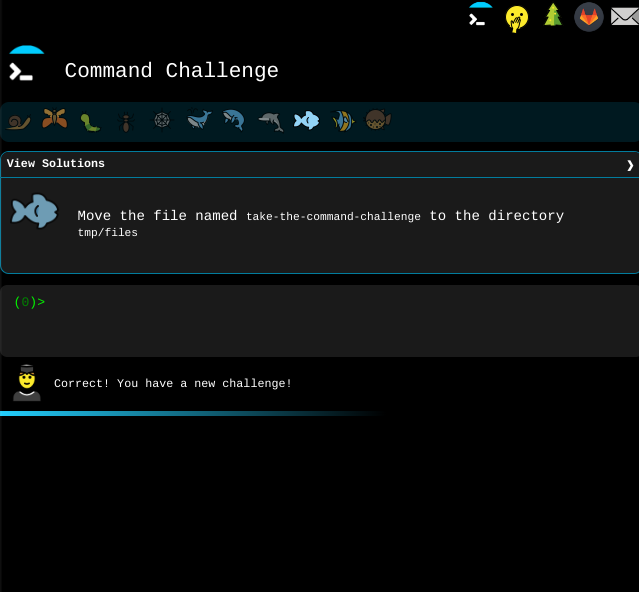 Command Challenge
View Solutions
Move the file named take-the-command-challenge to the directory
tmp/files
(0)>
Correct! You have a new challenge!